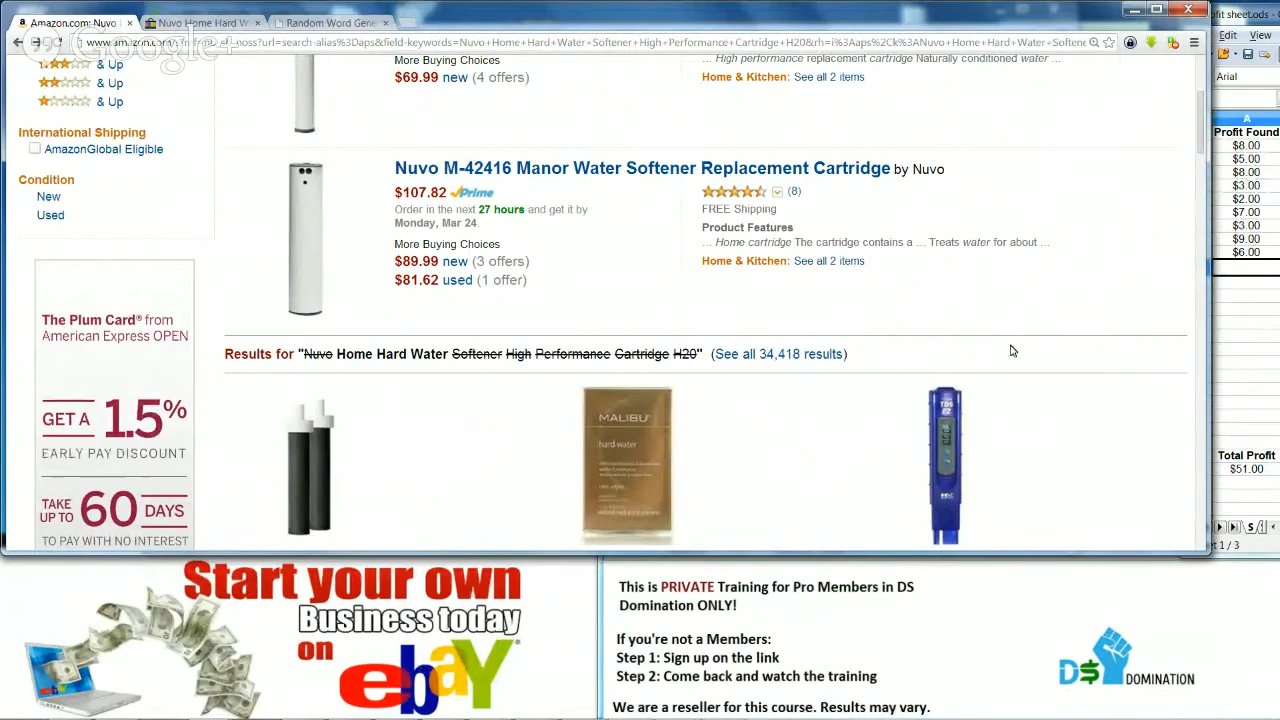 Amazon.com: Nuvo
Nuvo Home Hard W
Random Word Gene
Google+
www.amazon.com
noss?url=search-alias%3Daps&field-keywords=Nuvo+Home+Hard+Water+Softener+High+Performance+Cartridge+H20&rh=i%3Aaps%2Ck%3ANuvo+Home+Hard+Water+Softene
ofit sheet.ods - C
Edit View
Arial
& Up
& Up
& Up
International Shipping
AmazonGlobal Eligible
Condition
New
Used
More Buying Choices
$69.99 new (4 offers)
... High performance replacement cartridge Naturally conditioned water ...
Home & Kitchen: See all 2 items
Nuvo M-42416 Manor Water Softener Replacement Cartridge by Nuvo
$107.82 Prime
Order in the next 27 hours and get it by
Monday, Mar 24.
More Buying Choices
$89.99 new (3 offers)
$81.62 used (1 offer)
(8)
FREE Shipping
Product Features
... Home cartridge The cartridge contains a ... Treats water for about ...
Home & Kitchen: See all 2 items
Results for "Nuvo Home Hard Water Softener High Performance Cartridge H20" (See all 34,418 results)
MALIBU
hard water
The Plum Card® from
American Express OPEN
GET A 1.5%
EARLY PAY DISCOUNT
TAKE UP TO 60 DAYS
TO PAY WITH NO INTEREST
A
Profit Found
$8.00
$5.00
$8.00
$3.00
$2.00
$7.00
$3.00
$9.00
$6.00
Total Profit
$51.00
et 1 / 3
Start your own
Business today
on
ebaY
This is PRIVATE Training for Pro Members in DS
Domination ONLY!
If you're not a Members:
Step 1: Sign up on the link
Step 2: Come back and watch the training
We are a reseller for this course. Results may vary.
D$ DOMINATION